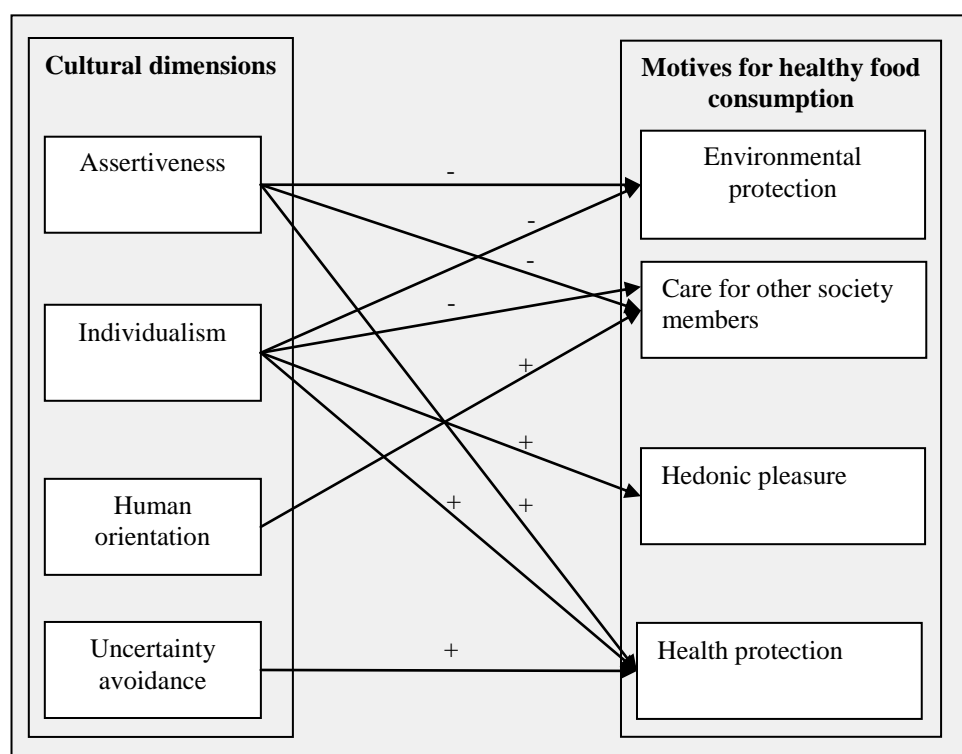 Cultural dimensions
Assertiveness
Individualism
Human
orientation
Uncertainty
avoidance
-
-
-
-
+
+
+
+
+
Motives for healthy food
consumption
Environmental
protection
Care for other society
members
Hedonic pleasure
Health protection